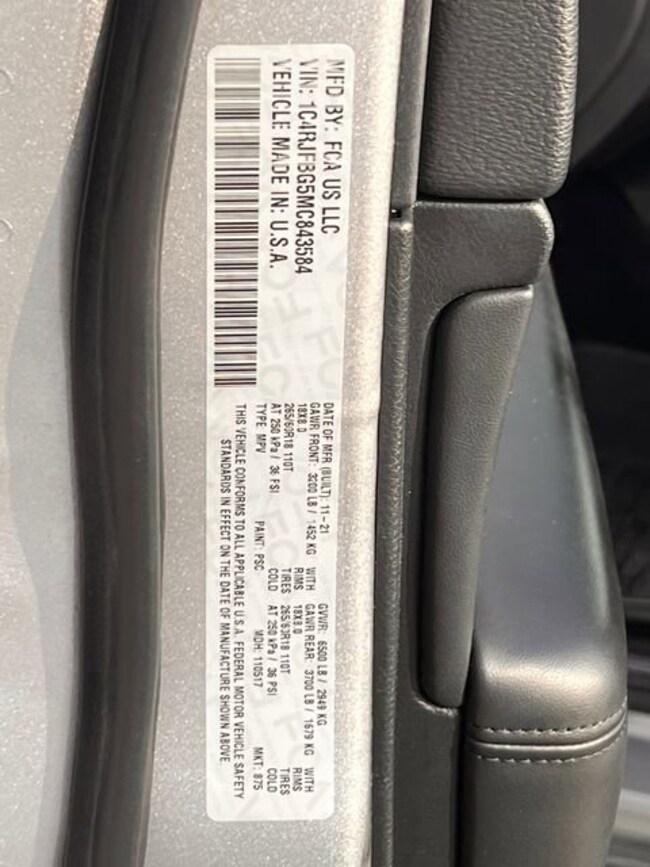 MFD BY: FCA US LLC
VIN: 1C4RJFBG5MC843584
VEHICLE MADE IN: U.S.A.
DATE OF MFR (BUILT): 11-21 GVWR: 6500 LB / 2949 KG
GAWR FRONT: 3200 LB / 1452 KG WITH GAWR REAR: 3700 LB / 1679 KG WITH
18X8.0 RIMS 18X8.0 RIMS
265/60R18 110T TIRES 265/60R18 110T TIRES
AT 250 kPa / 36 PSI COLD AT 250 kPa / 36 PSI COLD
TYPE: MPV PAINT: PSC MDH: 110517 MKT: 875
THIS VEHICLE CONFORMS TO ALL APPLICABLE U.S.A. FEDERAL MOTOR VEHICLE SAFETY
STANDARDS IN EFFECT ON THE DATE OF MANUFACTURE SHOWN ABOVE.